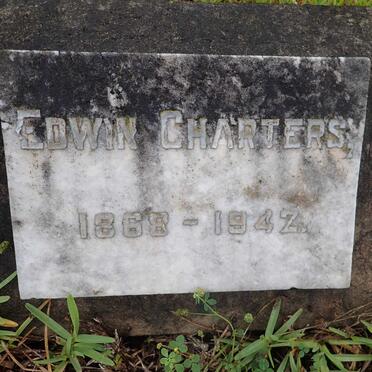 EDWIN CHARTERS
1868 - 1942.